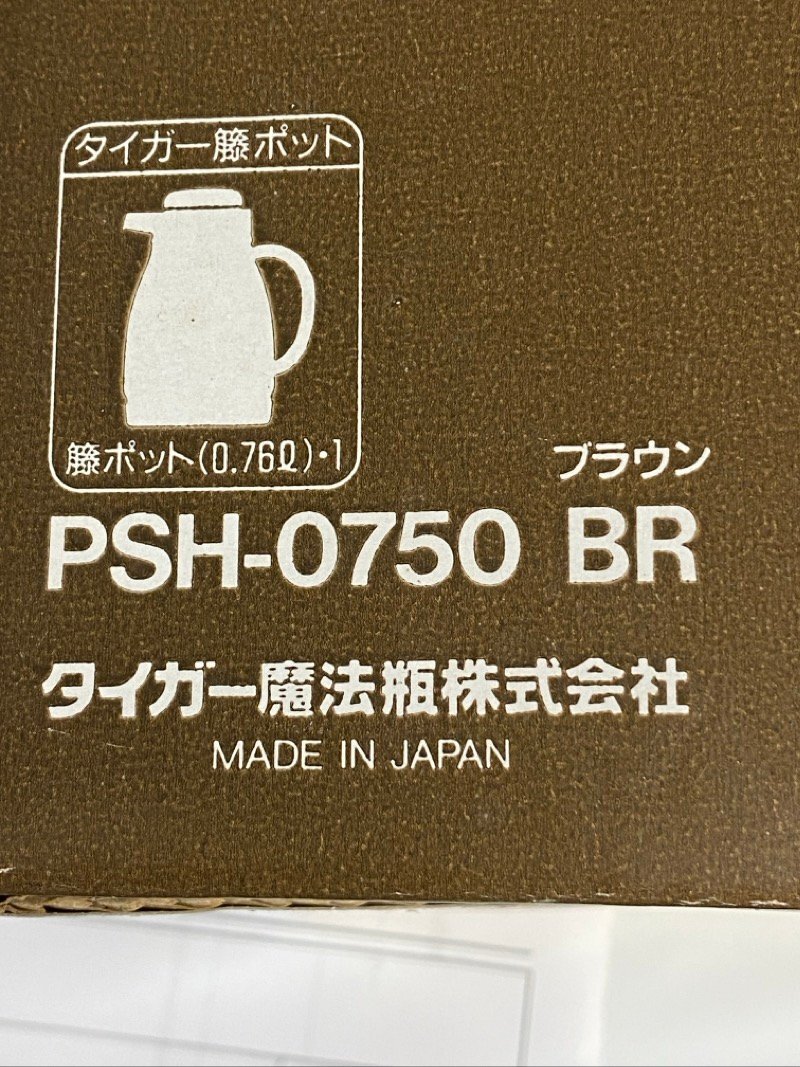 タイガー籐ポット
籐ポット(0.76ℓ)・1
ブラウン
PSH-0750 BR
タイガー魔法瓶株式会社
MADE IN JAPAN